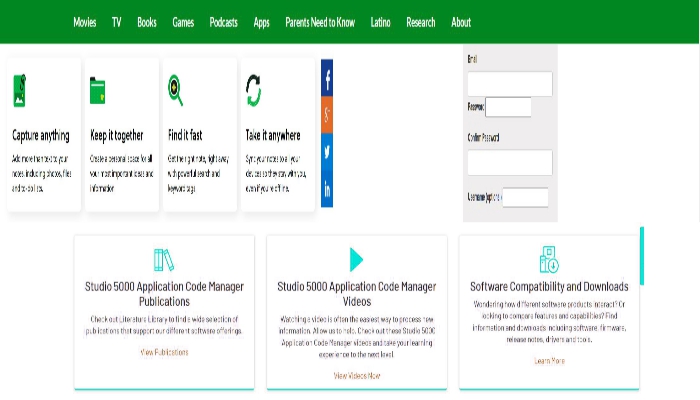 Movies TV Books Games Podcasts Apps Parents Need to Know Latino Research About
Capture anything
Add more than text to your
notes, including photos, files
and to-do lists.
Keep it together
Create a personal space for all
your most important ideas and
information
Find it fast
Get the right note, right away
with powerful search and
keyword tags
Take it anywhere
Sync your notes to all your
devices so they stay with you,
even if you're offline.
Email
Password
Confirm Password
Username (optional)
Studio 5000 Application Code Manager
Publications
Check out Literature Library to find a wide selection of
publications that support our different software offerings.
View Publications
Studio 5000 Application Code Manager
Videos
Watching a video is often the easiest way to process new
information. Allow us to help. Check out these Studio 5000
Application Code Manager videos and take your learning
experience to the next level.
View Videos Now
Software Compatibility and Downloads
Wondering how different software products interact? Or
looking to compare features and capabilities? Find
information and downloads including software, firmware,
release notes, drivers and tools.
Learn More